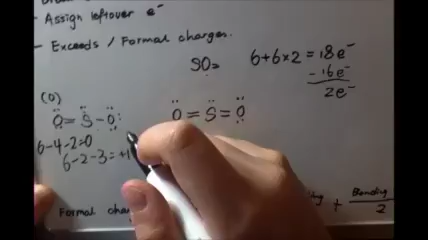 - Assign leftover e⁻
- Exceeds / Formal charges.
SO₂ 6+6×2 = 18e⁻
- 16e⁻
2e⁻
(0)
O=S-O: O=S=O
6-4-2=0
6-2-3=+1
Formal + Bonding
2